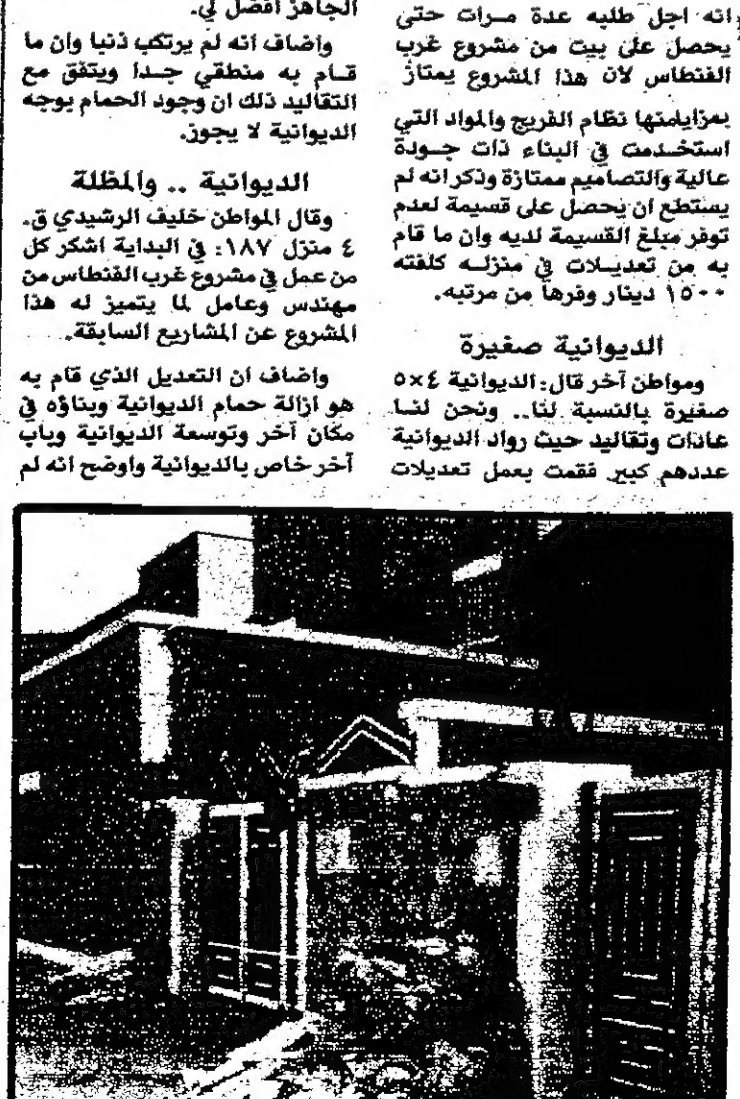 انه اجل طلبه عدة مرات حتى
يحصل على بيت من مشروع غرب
الفنطاس لأن هذا المشروع يمتاز
بمزايامنها نظام الفريج والمواد التي
استخدمت في البناء ذات جودة
عالية والتصاميم ممتازة وذكر انه لم
يستطع ان يحصل على قسيمة لعدم
توفر مبلغ القسيمة لديه وان ما قام
به من تعديلات في منزله كلفته
١٥٠٠ دينار وفرها من مرتبه.
الديوانية صغيرة
ومواطن آخر قال: الديوانية ٤×٥
صغيرة بالنسبة لنا.. ونحن لنا
عادات وتقاليد حيث رواد الديوانية
عددهم كبير فقمت بعمل تعديلات
الجاهز افضل لي.
واضاف انه لم يرتكب ذنبا وان ما
قام به منطقي جدا ويتفق مع
التقاليد ذلك ان وجود الحمام بوجه
الديوانية لا يجوز.
الديوانية .. والمظلة
وقال المواطن خليف الرشيدي ق.
٤ منزل ١٨٧: في البداية اشكر كل
من عمل في مشروع غرب الفنطاس من
مهندس وعامل لما يتميز له هذا
المشروع عن المشاريع السابقة.
واضاف ان التعديل الذي قام به
هو ازالة حمام الديوانية وبناؤه في
مكان آخر وتوسعة الديوانية وباب
آخر خاص بالديوانية واوضح انه لم